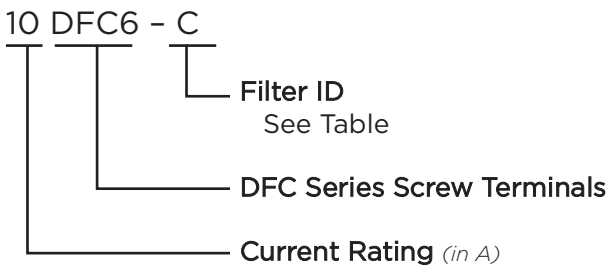 10 DFC6 – C
Filter ID
See Table
DFC Series Screw Terminals
Current Rating (in A)